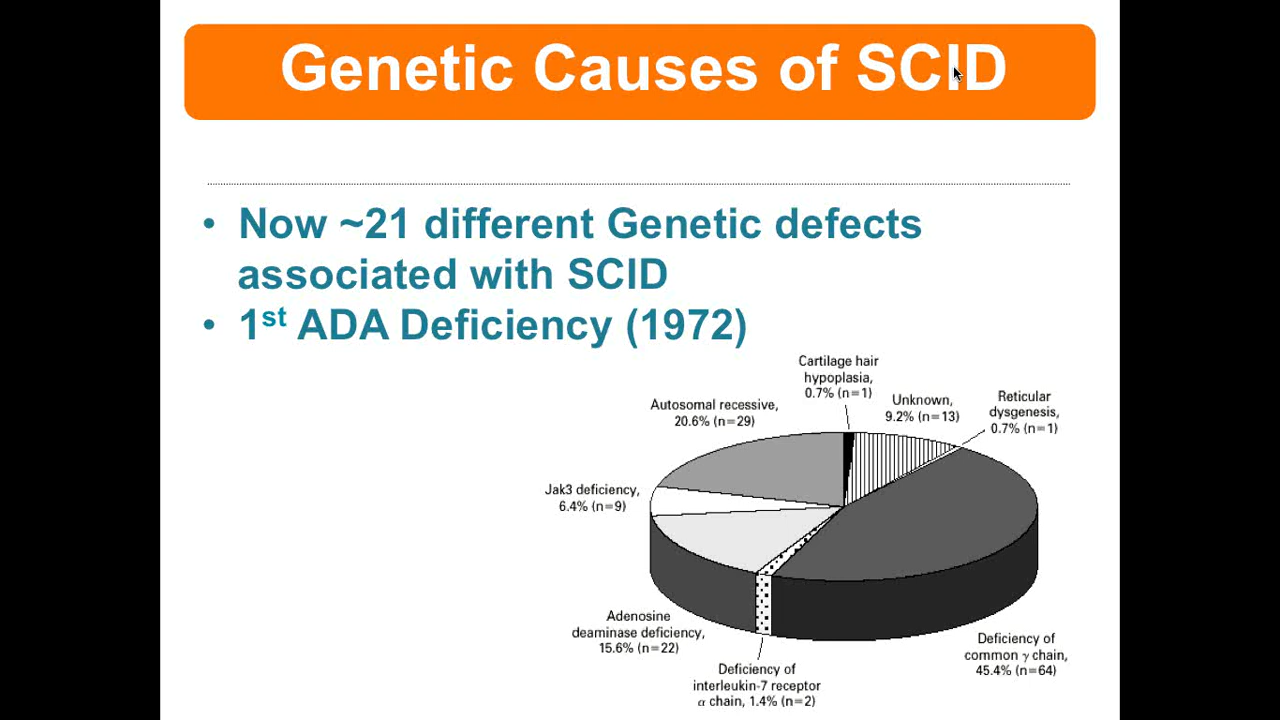 Genetic Causes of SCID
• Now ~21 different Genetic defects
associated with SCID
• 1st ADA Deficiency (1972)
Cartilage hair
hypoplasia,
0.7% (n=1)
Unknown,
9.2% (n=13)
Reticular
dysgenesis,
0.7% (n=1)
Autosomal recessive,
20.6% (n=29)
Jak3 deficiency,
6.4% (n=9)
Adenosine
deaminase deficiency,
15.6% (n=22)
Deficiency of
interleukin-7 receptor
α chain, 1.4% (n=2)
Deficiency of
common γ chain,
45.4% (n=64)